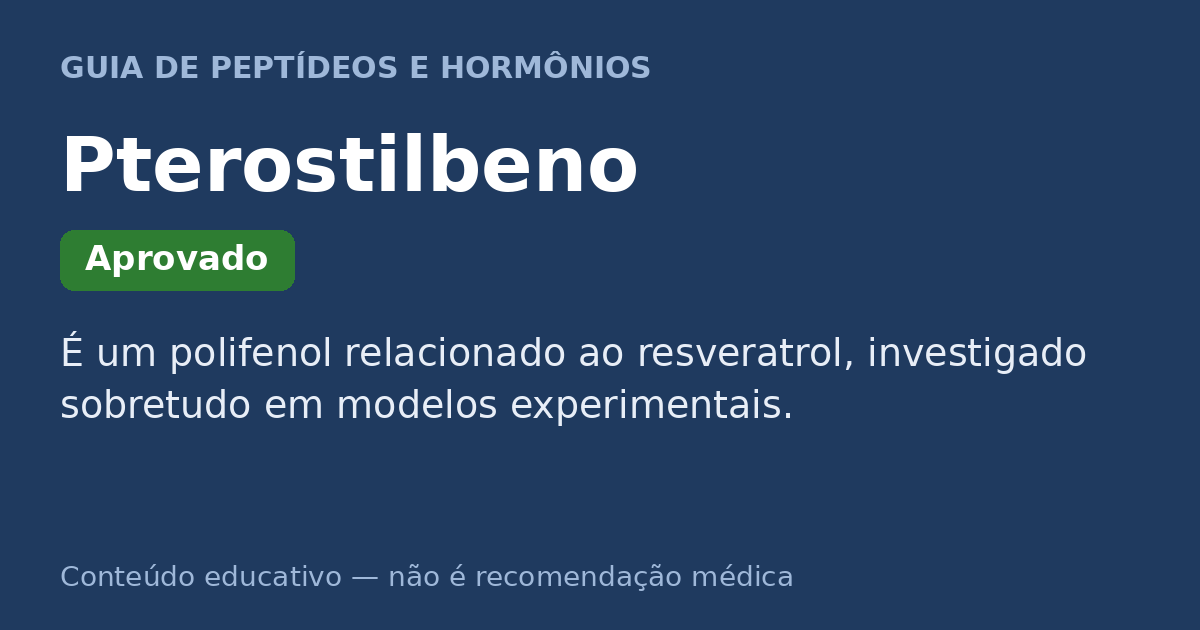 GUIA DE PEPTÍDEOS E HORMÔNIOS
Pterostilbeno
Aprovado
É um polifenol relacionado ao resveratrol, investigado
sobretudo em modelos experimentais.
Conteúdo educativo — não é recomendação médica